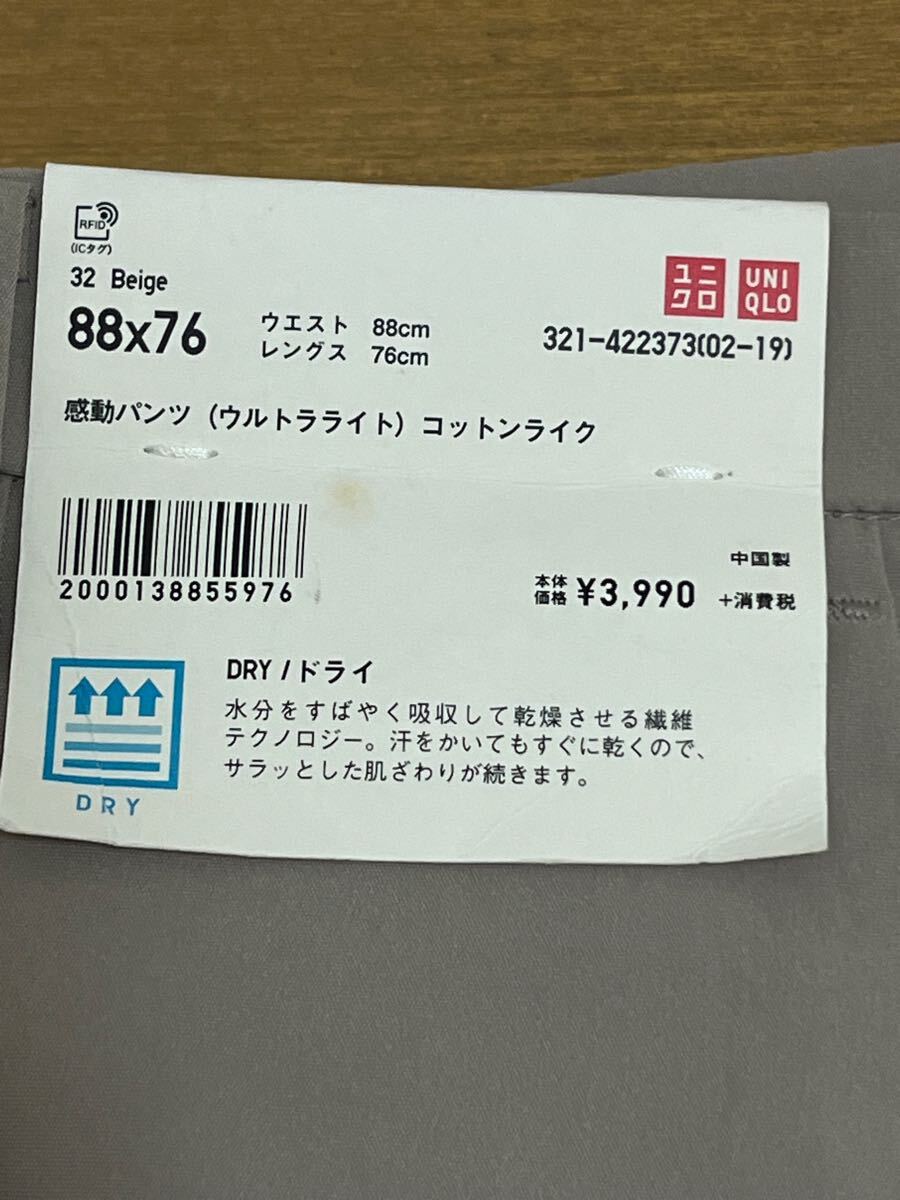 RFID
(ICタグ)
32 Beige
88x76
ウエスト 88cm
レングス 76cm
ユニ
クロ
UNI
QLO
321-422373(02-19)
感動パンツ（ウルトラライト）コットンライク
2000138855976
中国製
本体
価格
¥3,990
+消費税
DRY
DRY / ドライ
水分をすばやく吸収して乾燥させる繊維
テクノロジー。汗をかいてもすぐに乾くので、
サラッとした肌ざわりが続きます。